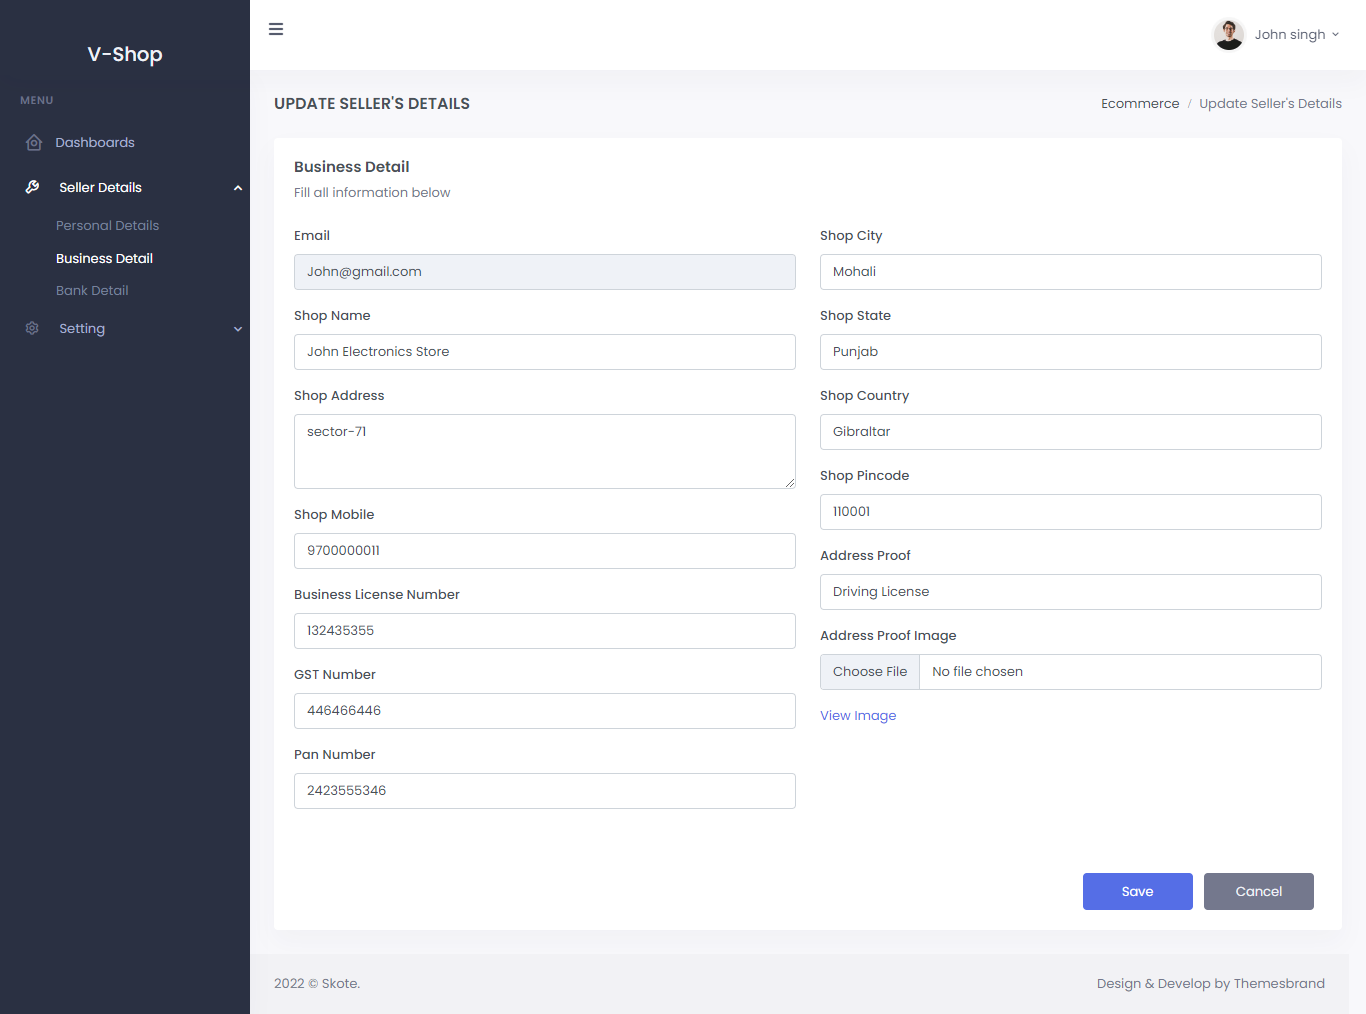 V-Shop
MENU
Dashboards
Seller Details
Personal Details
Business Detail
Bank Detail
Setting
John singh
UPDATE SELLER'S DETAILS
Ecommerce / Update Seller's Details
Business Detail
Fill all information below
Email
John@gmail.com
Shop Name
John Electronics Store
Shop Address
sector-71
Shop Mobile
9700000011
Business License Number
132435355
GST Number
446466446
Pan Number
2423555346
Shop City
Mohali
Shop State
Punjab
Shop Country
Gibraltar
Shop Pincode
110001
Address Proof
Driving License
Address Proof Image
Choose File No file chosen
View Image
Save Cancel
2022 © Skote.
Design & Develop by Themesbrand